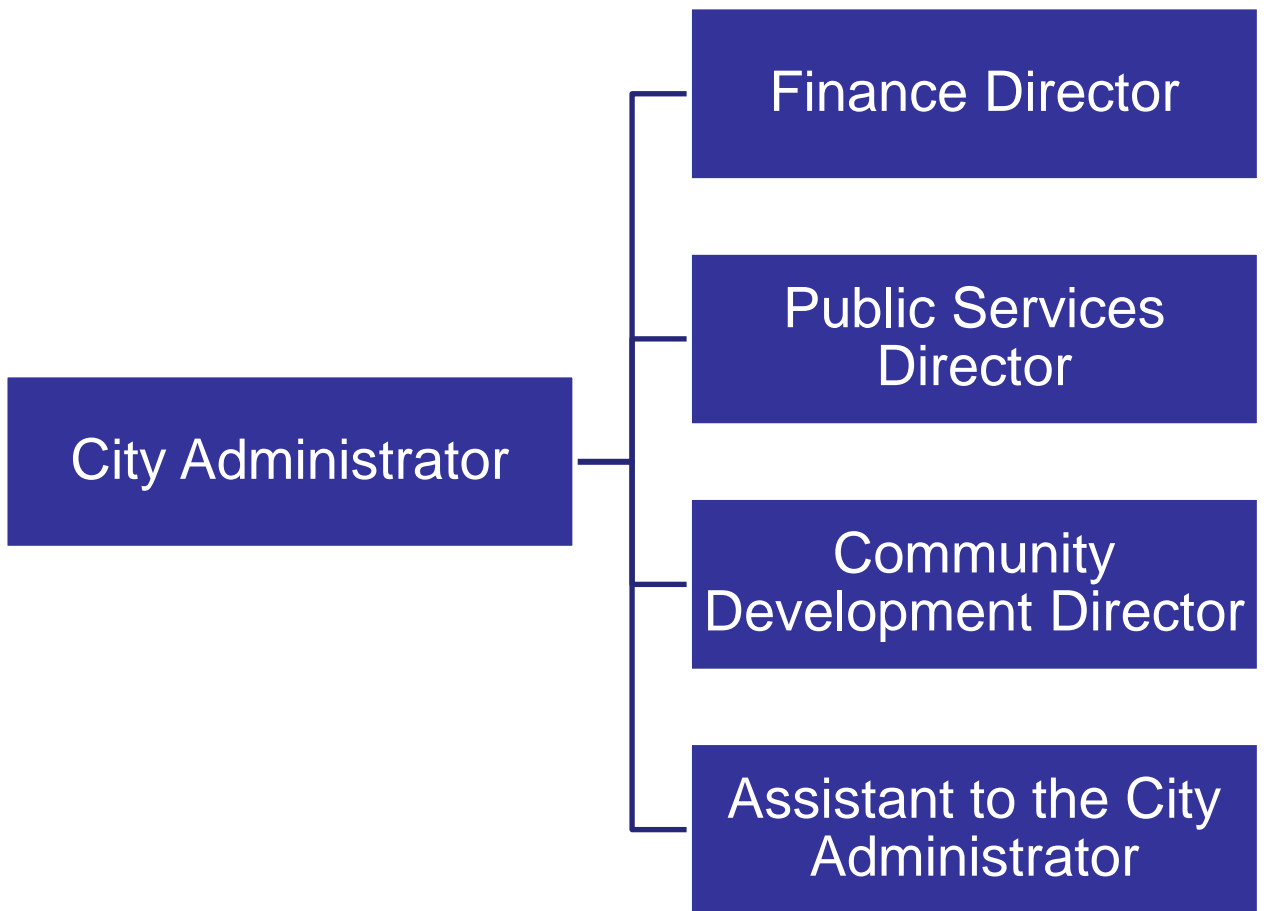 Finance Director
Public Services
Director
City Administrator
Community
Development Director
Assistant to the City
Administrator